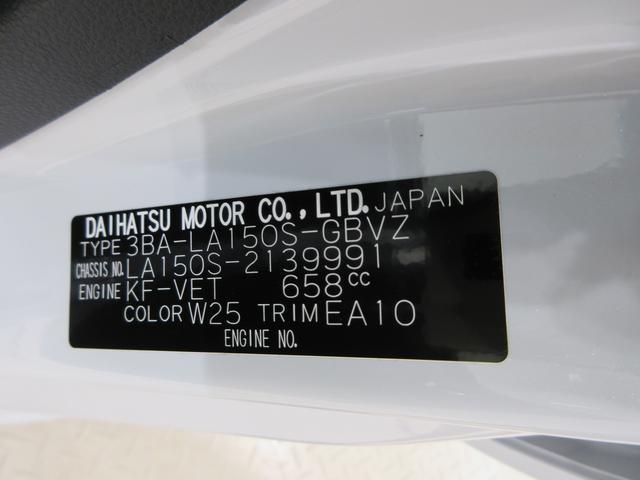 DAIHATSU MOTOR CO.,LTD. JAPAN
TYPE 3BA-LA150S-GBVZ
CHASSIS NO. LA150S-2139991
ENGINE KF-VET 658cc
COLOR W25 TRIM EA10
ENGINE NO.